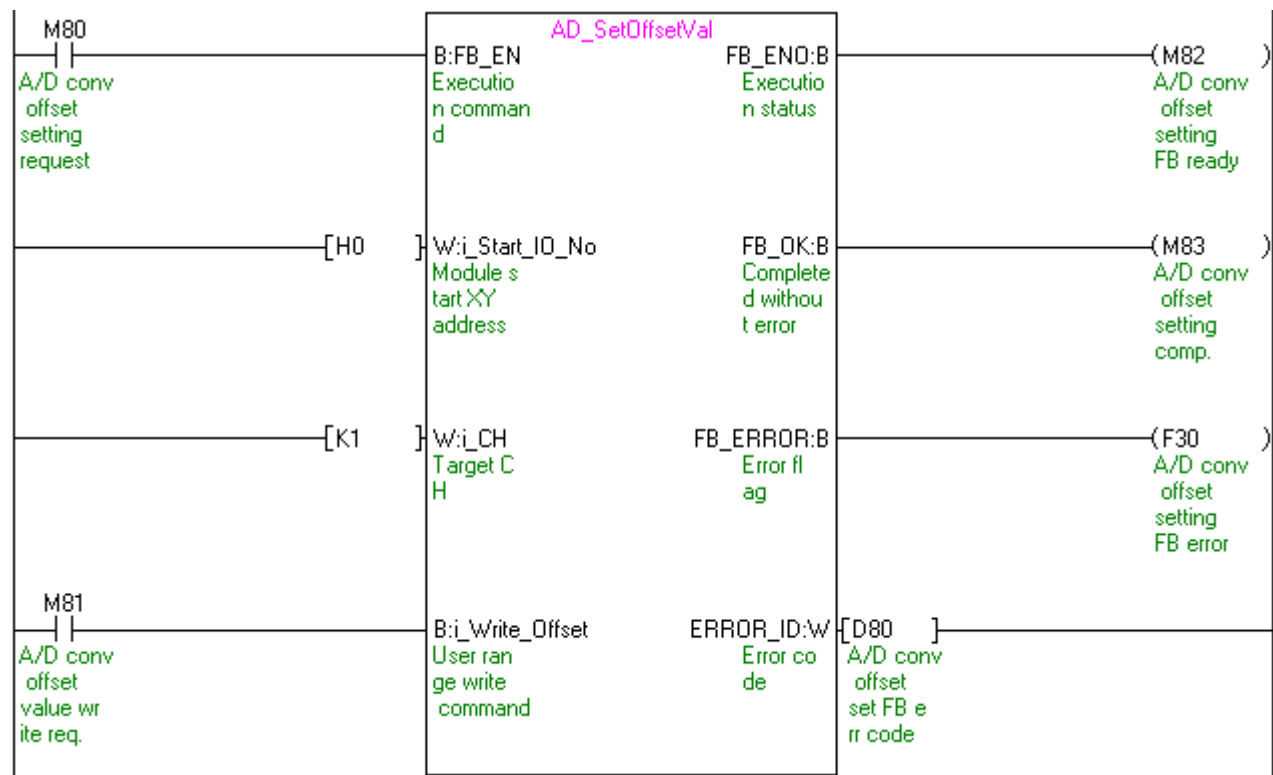 M80
AD_SetOffsetVal
B:FB_EN
FB_ENO:B
(M82 )
A/D conv
offset
setting
request
Executio
n comman
d
Executio
n status
A/D conv
offset
setting
FB ready
[H0 ]
W:i_Start_IO_No
FB_OK:B
(M83 )
Module s
tart XY
address
Complete
d withou
t error
A/D conv
offset
setting
comp.
[K1 ]
W:i_CH
FB_ERROR:B
(F30 )
Target C
H
Error fl
ag
A/D conv
offset
setting
FB error
M81
B:i_Write_Offset
ERROR_ID:W
[D80 ]
A/D conv
offset
value wr
ite req.
User ran
ge write
command
Error co
de
A/D conv
offset
set FB e
rr code